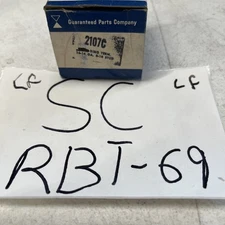 Guaranteed Parts Company
2107C
"LF SC "LF
RBT-69